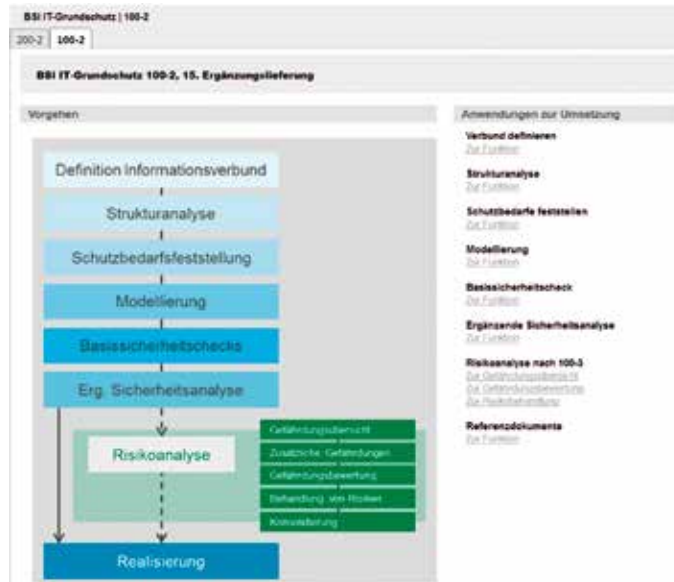 BSI IT-Grundschutz | 100-2
200-2 100-2
BSI IT-Grundschutz 100-2, 15. Ergänzungslieferung
Vorgehen
Definition Informationsverbund
Strukturanalyse
Schutzbedarfsfeststellung
Modellierung
Basissicherheitschecks
Erg. Sicherheitsanalyse
Risikoanalyse
Gefährdungsübersicht
Zusätzliche Gefährdungen
Gefährdungsbewertung
Behandlung von Risiken
Konsolidierung
Realisierung
Anwendungen zur Umsetzung
Verbund definieren
Zur Funktion
Strukturanalyse
Zur Funktion
Schutzbedarfe feststellen
Zur Funktion
Modellierung
Zur Funktion
Basissicherheitscheck
Zur Funktion
Ergänzende Sicherheitsanalyse
Zur Funktion
Risikoanalyse nach 100-3
Zur Gefährdungsübersicht
Zur Gefährdungsbewertung
Zur Risikobehandlung
Referenzdokumente
Zur Funktion